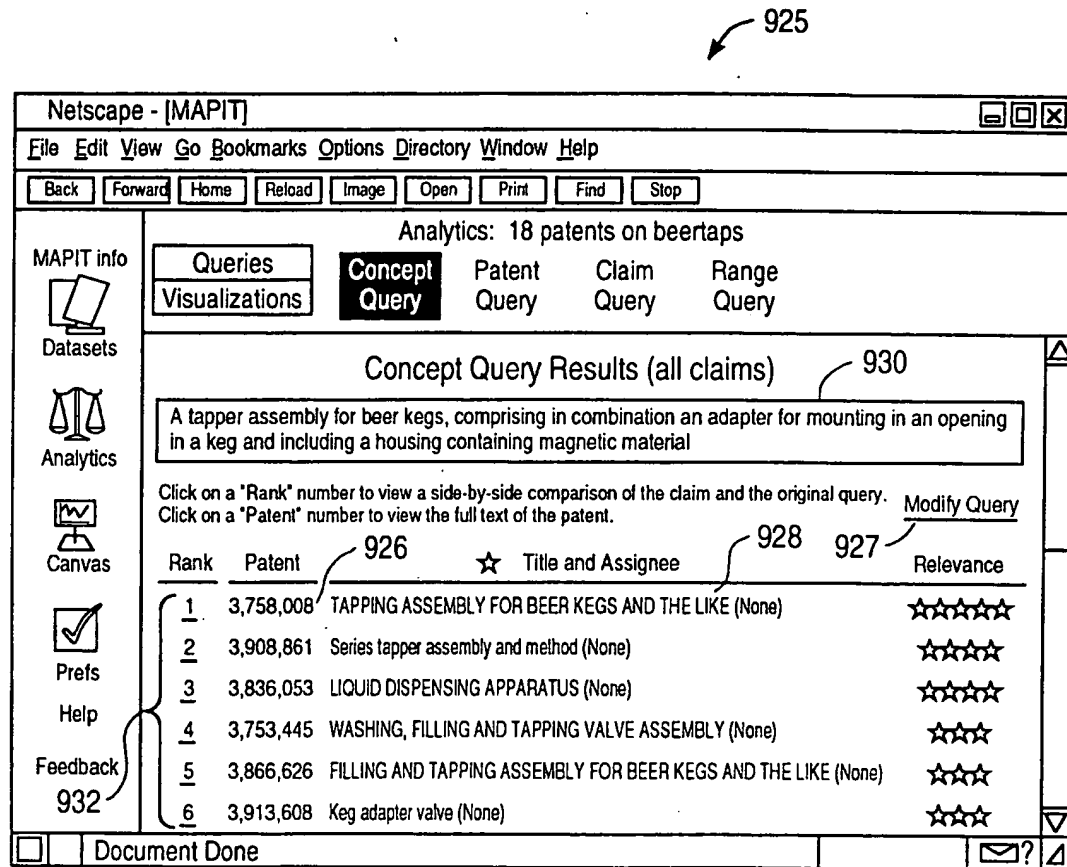 925
Netscape - [MAPIT]
File Edit View Go Bookmarks Options Directory Window Help
Back Forward Home Reload Image Open Print Find Stop
MAPIT info
Datasets
Analytics
Canvas
Prefs
Help
Feedback
932
Analytics: 18 patents on beertaps
Queries
Visualizations
Concept Query
Patent Query
Claim Query
Range Query
Concept Query Results (all claims)
930
A tapper assembly for beer kegs, comprising in combination an adapter for mounting in an opening
in a keg and including a housing containing magnetic material
Click on a "Rank" number to view a side-by-side comparison of the claim and the original query.
Click on a "Patent" number to view the full text of the patent.
Modify Query
926
928
927
Rank Patent Title and Assignee Relevance
1 3,758,008 TAPPING ASSEMBLY FOR BEER KEGS AND THE LIKE (None)
2 3,908,861 Series tapper assembly and method (None)
3 3,836,053 LIQUID DISPENSING APPARATUS (None)
4 3,753,445 WASHING, FILLING AND TAPPING VALVE ASSEMBLY (None)
5 3,866,626 FILLING AND TAPPING ASSEMBLY FOR BEER KEGS AND THE LIKE (None)
6 3,913,608 Keg adapter valve (None)
Document Done
?